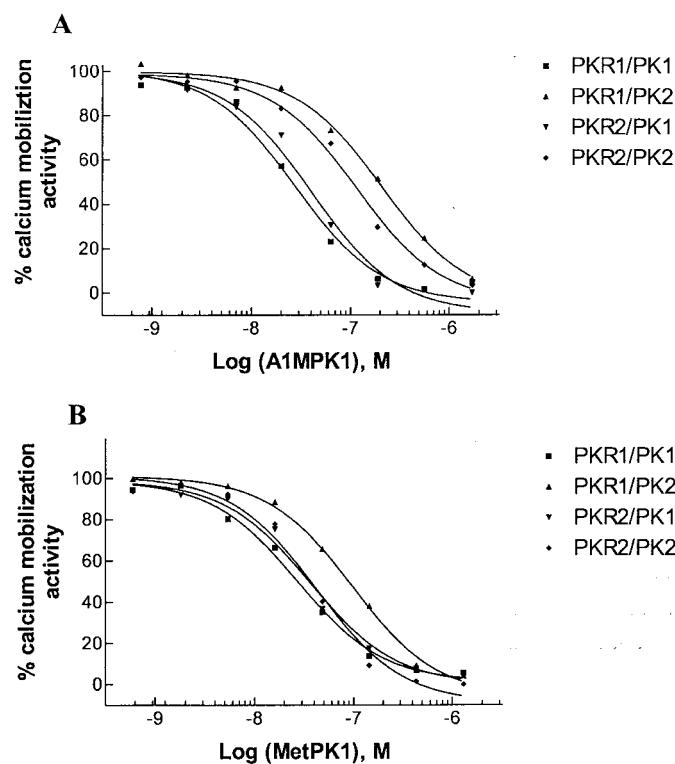 A
% calcium mobiliztion
activity
100
80
60
40
20
0
-9
-8
-7
-6
Log (A1MPK1), M
PKR1/PK1
PKR1/PK2
PKR2/PK1
PKR2/PK2
B
% calcium mobilization
activity
100
80
60
40
20
0
-9
-8
-7
-6
Log (MetPK1), M
PKR1/PK1
PKR1/PK2
PKR2/PK1
PKR2/PK2